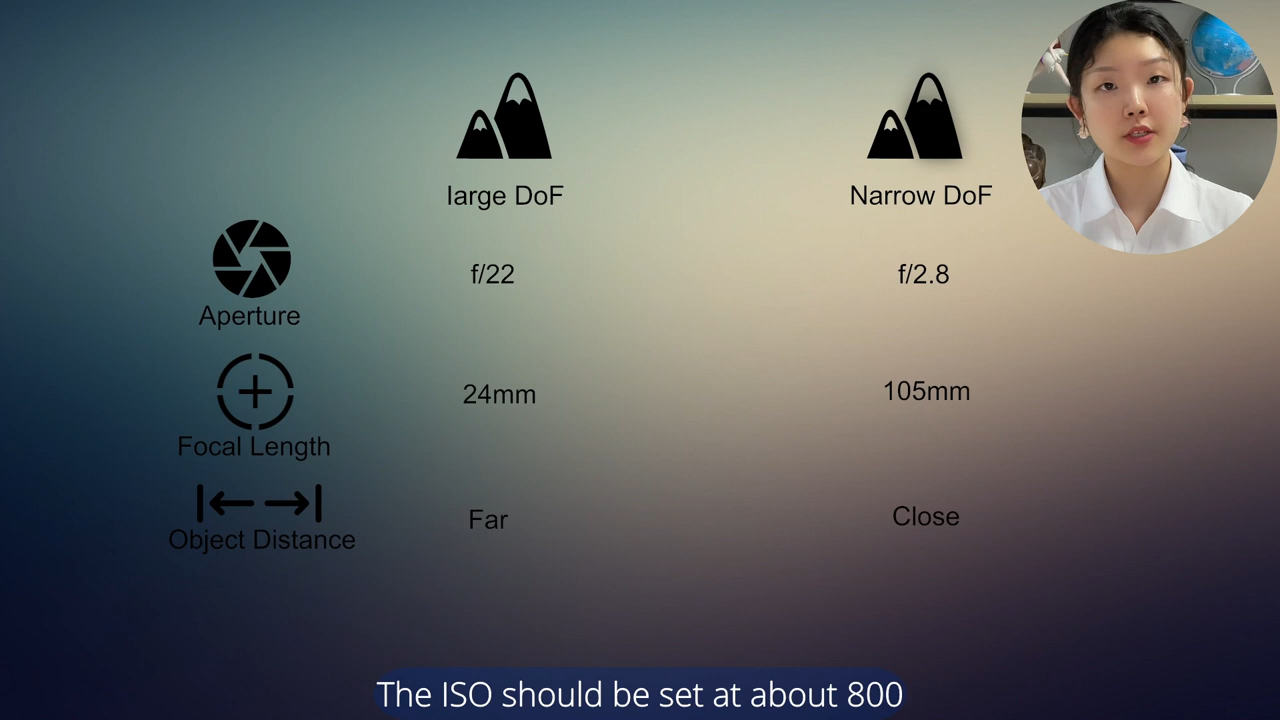 large DoF
Narrow DoF
Aperture
f/22
f/2.8
Focal Length
24mm
105mm
Object Distance
Far
Close
The ISO should be set at about 800